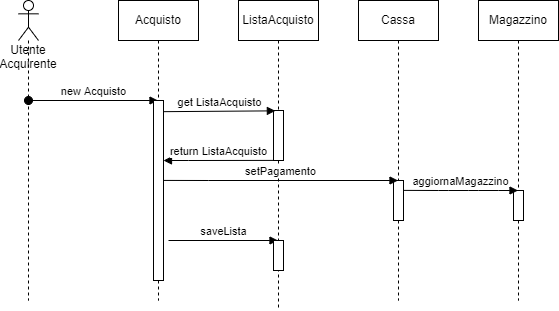 Acquisto
ListaAcquisto
Cassa
Magazzino
Utente
Acquirente
new Acquisto
get ListaAcquisto
return ListaAcquisto
setPagamento
aggiornaMagazzino
saveLista